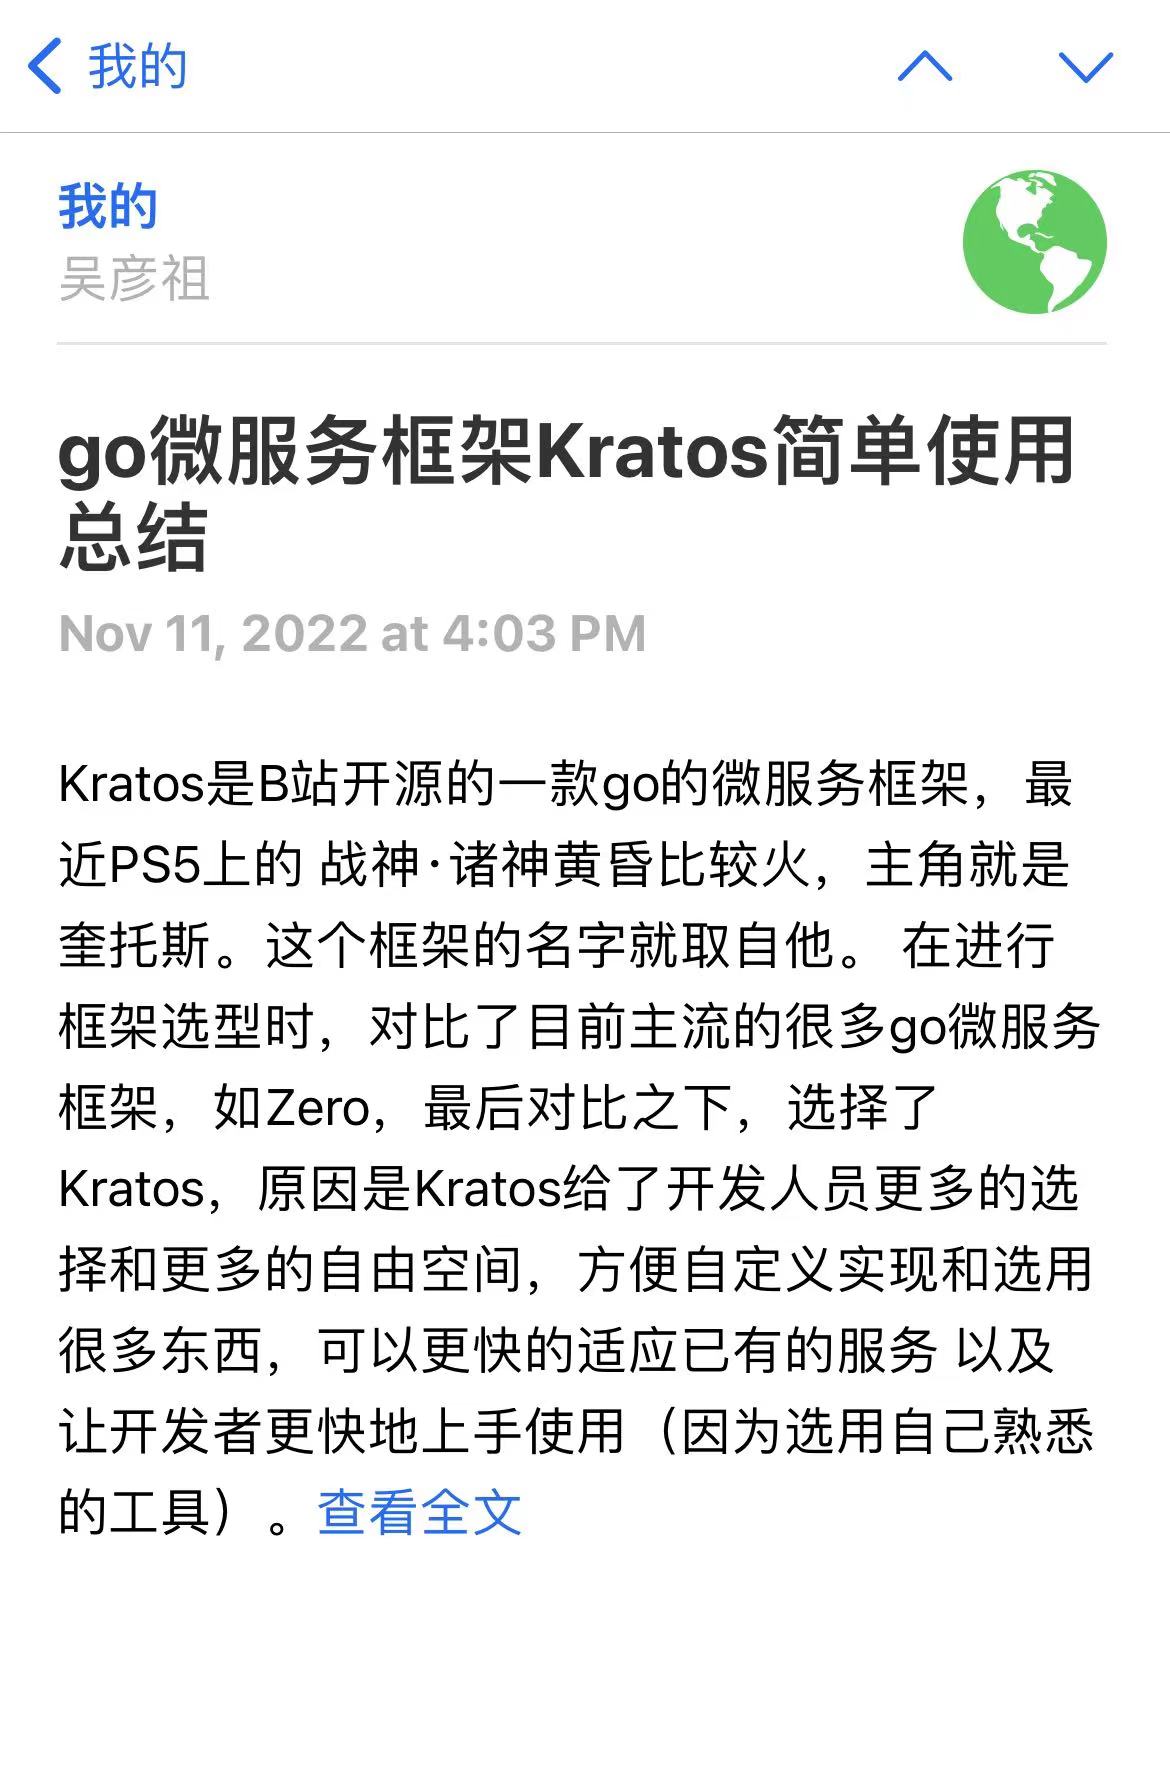 我的
我的
吴彦祖
go微服务框架Kratos简单使用
总结
Nov 11, 2022 at 4:03 PM
Kratos是B站开源的一款go的微服务框架，最
近PS5上的 战神·诸神黄昏比较火，主角就是
奎托斯。这个框架的名字就取自他。 在进行
框架选型时，对比了目前主流的很多go微服务
框架，如Zero，最后对比之下，选择了
Kratos，原因是Kratos给了开发人员更多的选
择和更多的自由空间，方便自定义实现和选用
很多东西，可以更快的适应已有的服务 以及
让开发者更快地上手使用（因为选用自己熟悉
的工具）。查看全文